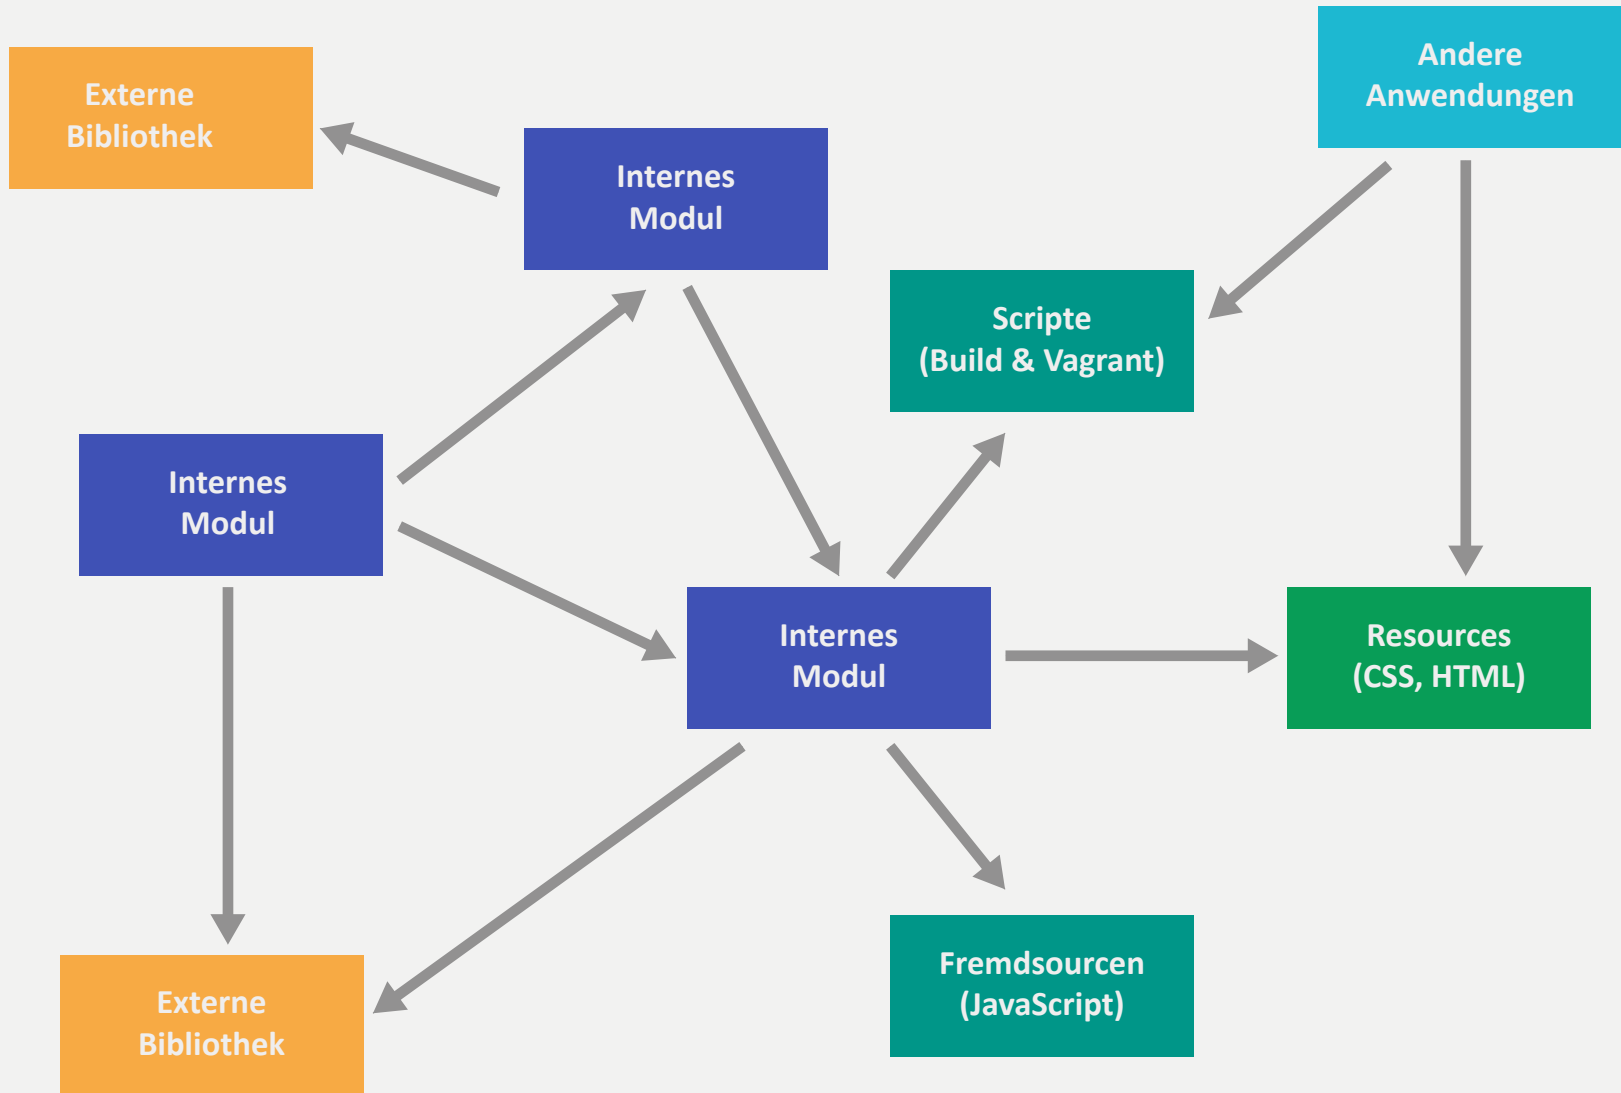 Externe
Bibliothek
Andere
Anwendungen
Internes
Modul
Scripte
(Build & Vagrant)
Internes
Modul
Internes
Modul
Resources
(CSS, HTML)
Fremdsourcen
(JavaScript)
Externe
Bibliothek